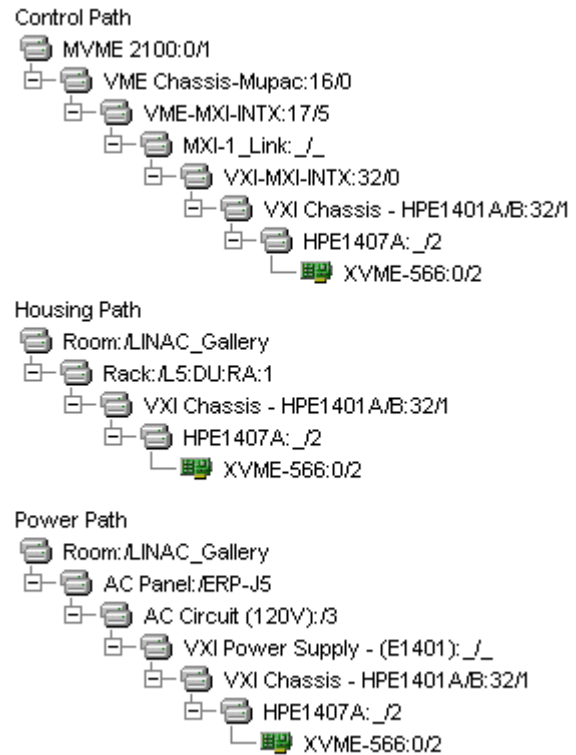 Control Path
MVME 2100:0/1
VME Chassis-Mupac:16/0
VME-MXI-INTX:17/5
MXI-1_Link:_/_
VXI-MXI-INTX:32/0
VXI Chassis - HPE1401A/B:32/1
HPE1407A:_/2
XVME-566:0/2
Housing Path
Room:/LINAC_Gallery
Rack:/L5:DU:RA:1
VXI Chassis - HPE1401A/B:32/1
HPE1407A:_/2
XVME-566:0/2
Power Path
Room:/LINAC_Gallery
AC Panel:/ERP-J5
AC Circuit (120V):/3
VXI Power Supply - (E1401):_/_
VXI Chassis - HPE1401A/B:32/1
HPE1407A:_/2
XVME-566:0/2